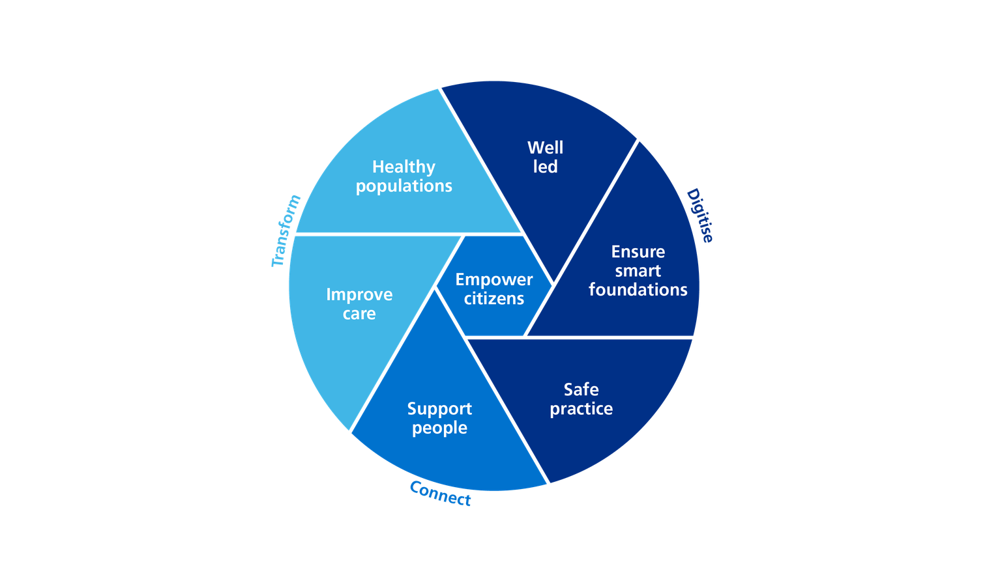 Well
led
Healthy
populations
Digitise
Transform
Ensure
smart
foundations
Empower
citizens
Improve
care
Safe
practice
Support
people
Connect